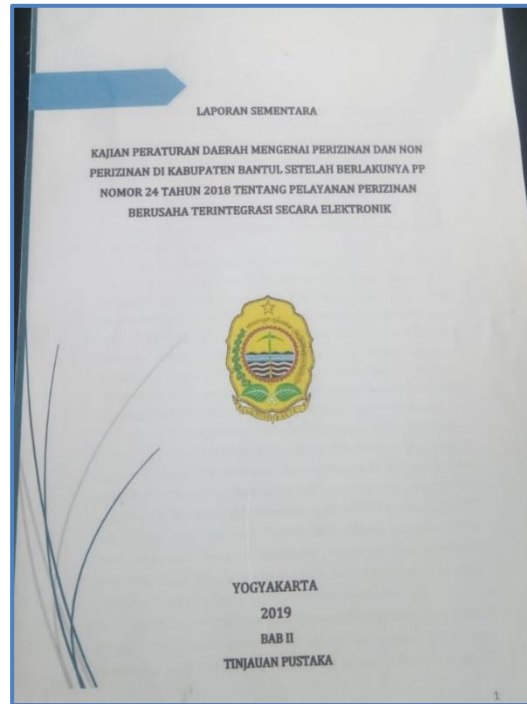 LAPORAN SEMENTARA
KAJIAN PERATURAN DAERAH MENGENAI PERIZINAN DAN NON
PERIZINAN DI KABUPATEN BANTUL SETELAH BERLAKUNYA PP
NOMOR 24 TAHUN 2018 TENTANG PELAYANAN PERIZINAN
BERUSAHA TERINTEGRASI SECARA ELEKTRONIK
YOGYAKARTA
2019
BAB II
TINJAUAN PUSTAKA
1